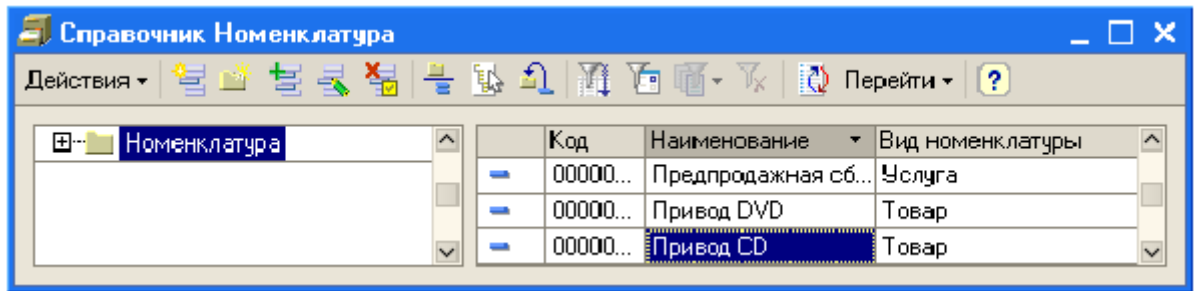 Справочник Номенклатура
Действия Перейти ?
Номенклатура
Код Наименование Вид номенклатуры
00000... Предпродажная сб... Услуга
00000... Привод DVD Товар
00000... Привод CD Товар